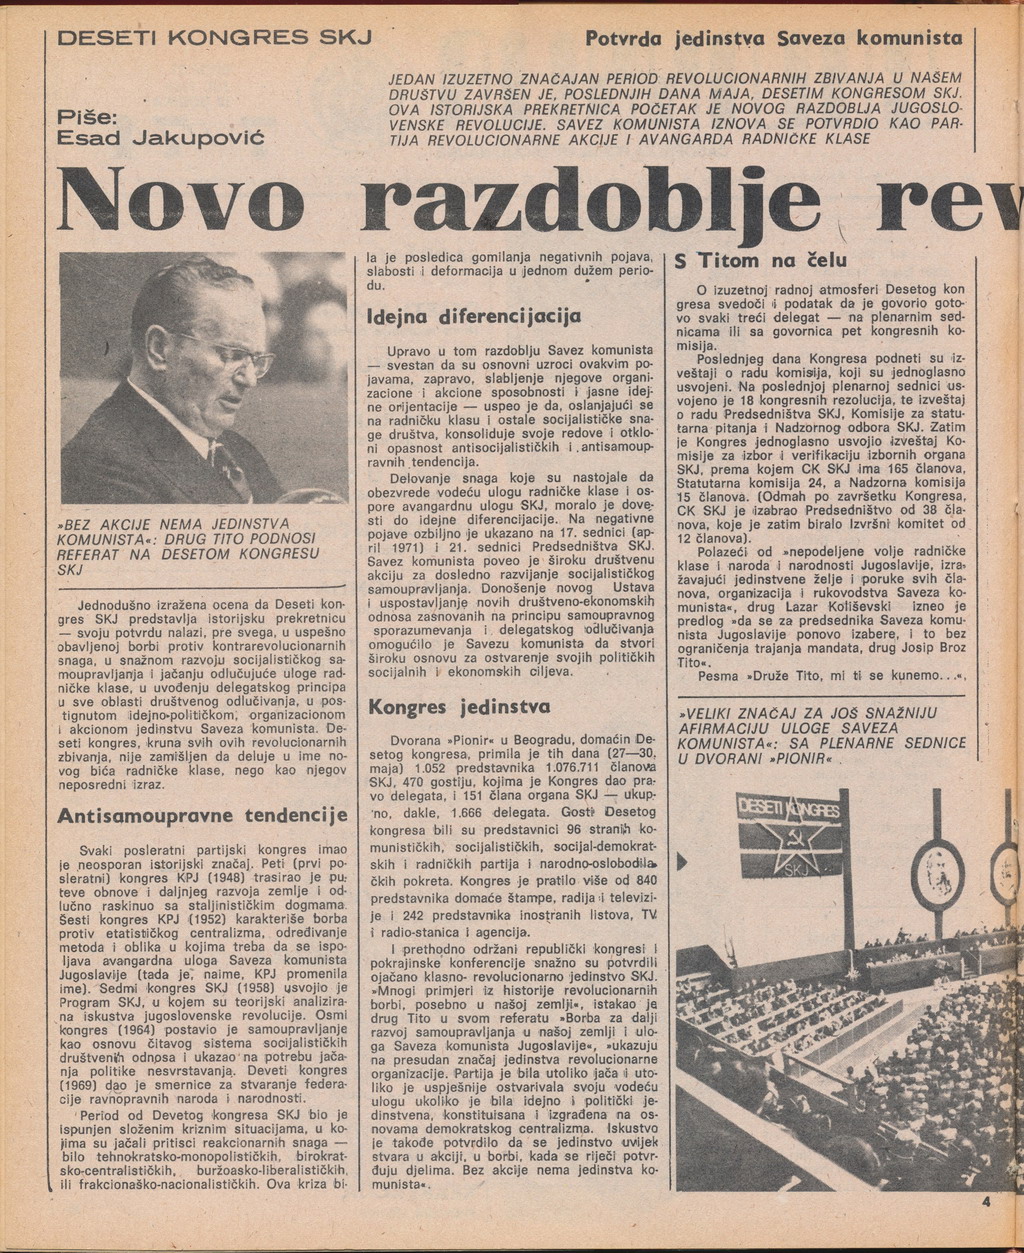 DESETI KONGRES SKJ
Potvrda jedinstva Saveza komunista
Piše:
Esad Jakupović
JEDAN IZUZETNO ZNAČAJAN PERIOD REVOLUCIONARNIH ZBIVANJA U NAŠEM
DRUŠTVU ZAVRŠEN JE, POSLEDNJIH DANA MAJA, DESETIM KONGRESOM SKJ.
OVA ISTORIJSKA PREKRETNICA POČETAK JE NOVOG RAZDOBLJA JUGOSLO-
VENSKE REVOLUCIJE. SAVEZ KOMUNISTA IZNOVA SE POTVRDIO KAO PAR-
TIJA REVOLUCIONARNE AKCIJE I AVANGARDA RADNIČKE KLASE
Novo razdoblje rev
»BEZ AKCIJE NEMA JEDINSTVA
KOMUNISTA«: DRUG TITO PODNOSI
REFERAT NA DESETOM KONGRESU
SKJ
Jednodušno izražena ocena da Deseti kon-
gres SKJ predstavlja istorijsku prekretnicu
— svoju potvrdu nalazi, pre svega, u uspešno
obavljenoj borbi protiv kontrarevolucionarnih
snaga, u snažnom razvoju socijalističkog sa-
moupravljanja i jačanju odlučujuće uloge rad-
ničke klase, u uvođenju delegatskog principa
u sve oblasti društvenog odlučivanja, u pos-
tignutom idejno-političkom, organizacionom
i akcionom jedinstvu Saveza komunista. De-
seti kongres, kruna svih ovih revolucionarnih
zbivanja, nije zamišljen da deluje u ime no-
vog bića radničke klase, nego kao njegov
neposredni izraz.
Antisamoupravne tendencije
Svaki posleratni partijski kongres imao
je neosporan istorijski značaj. Peti (prvi po-
sleratni) kongres KPJ (1948) trasirao je pu-
teve obnove i daljnjeg razvoja zemlje i od-
lučno raskinuo sa staljinističkim dogmama.
Šesti kongres KPJ (1952) karakteriše borba
protiv etatističkog centralizma, određivanje
metoda i oblika u kojima treba da se ispo-
ljava avangardna uloga Saveza komunista
Jugoslavije (tada je, naime, KPJ promenila
ime). Sedmi kongres SKJ (1958) usvojio je
Program SKJ, u kojem su teorijski analizira-
na iskustva jugoslovenske revolucije. Osmi
kongres (1964) postavio je samoupravljanje
kao osnovu čitavog sistema socijalističkih
društvenih odnosa i ukazao na potrebu jača-
nja politike nesvrstavanja. Deveti kongres
(1969) dao je smernice za stvaranje federa-
cije ravnopravnih naroda i narodnosti.
Period od Devetog kongresa SKJ bio je
ispunjen složenim kriznim situacijama, u ko-
jima su jačali pritisci reakcionarnih snaga —
bilo tehnokratsko-monopolističkih, birokrat-
sko-centralističkih, buržoasko-liberalističkih,
ili frakcionaško-nacionalističkih. Ova kriza bi-
la je posledica gomilanja negativnih pojava,
slabosti i deformacija u jednom dužem perio-
du.
Idejna diferencijacija
Upravo u tom razdoblju Savez komunista
— svestan da su osnovni uzroci ovakvim po-
javama, zapravo, slabljenje njegove organi-
zacione i akcione sposobnosti i jasne idej-
ne orijentacije — uspeo je da, oslanjajući se
na radničku klasu i ostale socijalističke sna-
ge društva, konsoliduje svoje redove i otklo-
ni opasnost antisocijalističkih i antisamoup-
ravnih tendencija.
Delovanje snaga koje su nastojale da
obezvrede vodeću ulogu radničke klase i os-
pore avangardnu ulogu SKJ, moralo je dove-
sti do idejne diferencijacije. Na negativne
pojave ozbiljno je ukazano na 17. sednici (ap-
ril 1971) i 21. sednici Predsedništva SKJ.
Savez komunista poveo je široku društvenu
akciju za dosledno razvijanje socijalističkog
samoupravljanja. Donošenje novog Ustava
i uspostavljanje novih društveno-ekonomskih
odnosa zasnovanih na principu samoupravnog
sporazumevanja i delegatskog odlučivanja
omogućilo je Savezu komunista da stvori
široku osnovu za ostvarenje svojih političkih
socijalnih i ekonomskih ciljeva.
Kongres jedinstva
Dvorana »Pionir« u Beogradu, domaćin De-
setog kongresa, primila je tih dana (27—30,
maja) 1.052 predstavnika 1.076.711 članova
SKJ, 470 gostiju, kojima je Kongres dao pra-
vo delegata, i 151 člana organa SKJ — ukup-
no, dakle, 1.666 delegata. Gosti Desetog
kongresa bili su predstavnici 96 stranih ko-
munističkih, socijalističkih, socijal-demokrat-
skih i radničkih partija i narodno-oslobodila-
čkih pokreta. Kongres je pratilo više od 840
predstavnika domaće štampe, radija i televizi-
je i 242 predstavnika inostranih listova, TV
i radio-stanica i agencija.
I prethodno održani republički kongresi i
pokrajinske konferencije snažno su potvrdili
ojačano klasno- revolucionarno jedinstvo SKJ.
»Mnogi primjeri iz historije revolucionarnih
borbi, posebno u našoj zemlji«, istakao je
drug Tito u svom referatu »Borba za dalji
razvoj samoupravljanja u našoj zemlji i ulo-
ga Saveza komunista Jugoslavije«, »ukazuju
na presudan značaj jedinstva revolucionarne
organizacije. Partija je bila utoliko jača i uto-
liko je uspješnije ostvarivala svoju vodeću
ulogu ukoliko je bila idejno i politički je-
dinstvena, konstituisana i izgrađena na os-
novama demokratskog centralizma. Iskustvo
je takođe potvrdilo da se jedinstvo uvijek
stvara u akciji, u borbi, kada se riječi potvr-
đuju djelima. Bez akcije nema jedinstva ko-
munista«.
S Titom na čelu
O izuzetnoj radnoj atmosferi Desetog kon
gresa svedoči i podatak da je govorio goto-
vo svaki treći delegat — na plenarnim sed-
nicama ili sa govornica pet kongresnih ko-
misija.
Poslednjeg dana Kongresa podneti su iz-
veštaji o radu komisija, koji su jednoglasno
usvojeni. Na poslednjoj plenarnoj sednici us-
vojeno je 18 kongresnih rezolucija, te izveštaj
o radu Predsedništva SKJ, Komisije za statu-
tarna pitanja i Nadzornog odbora SKJ. Zatim
je Kongres jednoglasno usvojio izveštaj Ko-
misije za izbor i verifikaciju izbornih organa
SKJ, prema kojem CK SKJ ima 165 članova,
Statutarna komisija 24, a Nadzorna komisija
15 članova. (Odmah po završetku Kongresa,
CK SKJ je izabrao Predsedništvo od 38 čla-
nova, koje je zatim biralo Izvršni komitet od
12 članova).
Polazeći od »nepodeljene volje radničke
klase i naroda i narodnosti Jugoslavije, izra-
žavajući jedinstvene želje i poruke svih čla-
nova, organizacija i rukovodstva Saveza ko-
munista«, drug Lazar Koliševski izneo je
predlog »da se za predsednika Saveza komu-
nista Jugoslavije ponovo izabere, i to bez
ograničenja trajanja mandata, drug Josip Broz
Tito«.
Pesma »Druže Tito, mi ti se kunemo...«,
»VELIKI ZNAČAJ ZA JOŠ SNAŽNIJU
AFIRMACIJU ULOGE SAVEZA
KOMUNISTA«: SA PLENARNE SEDNICE
U DVORANI »PIONIR«
DESETI KONGRES
SKJ
4